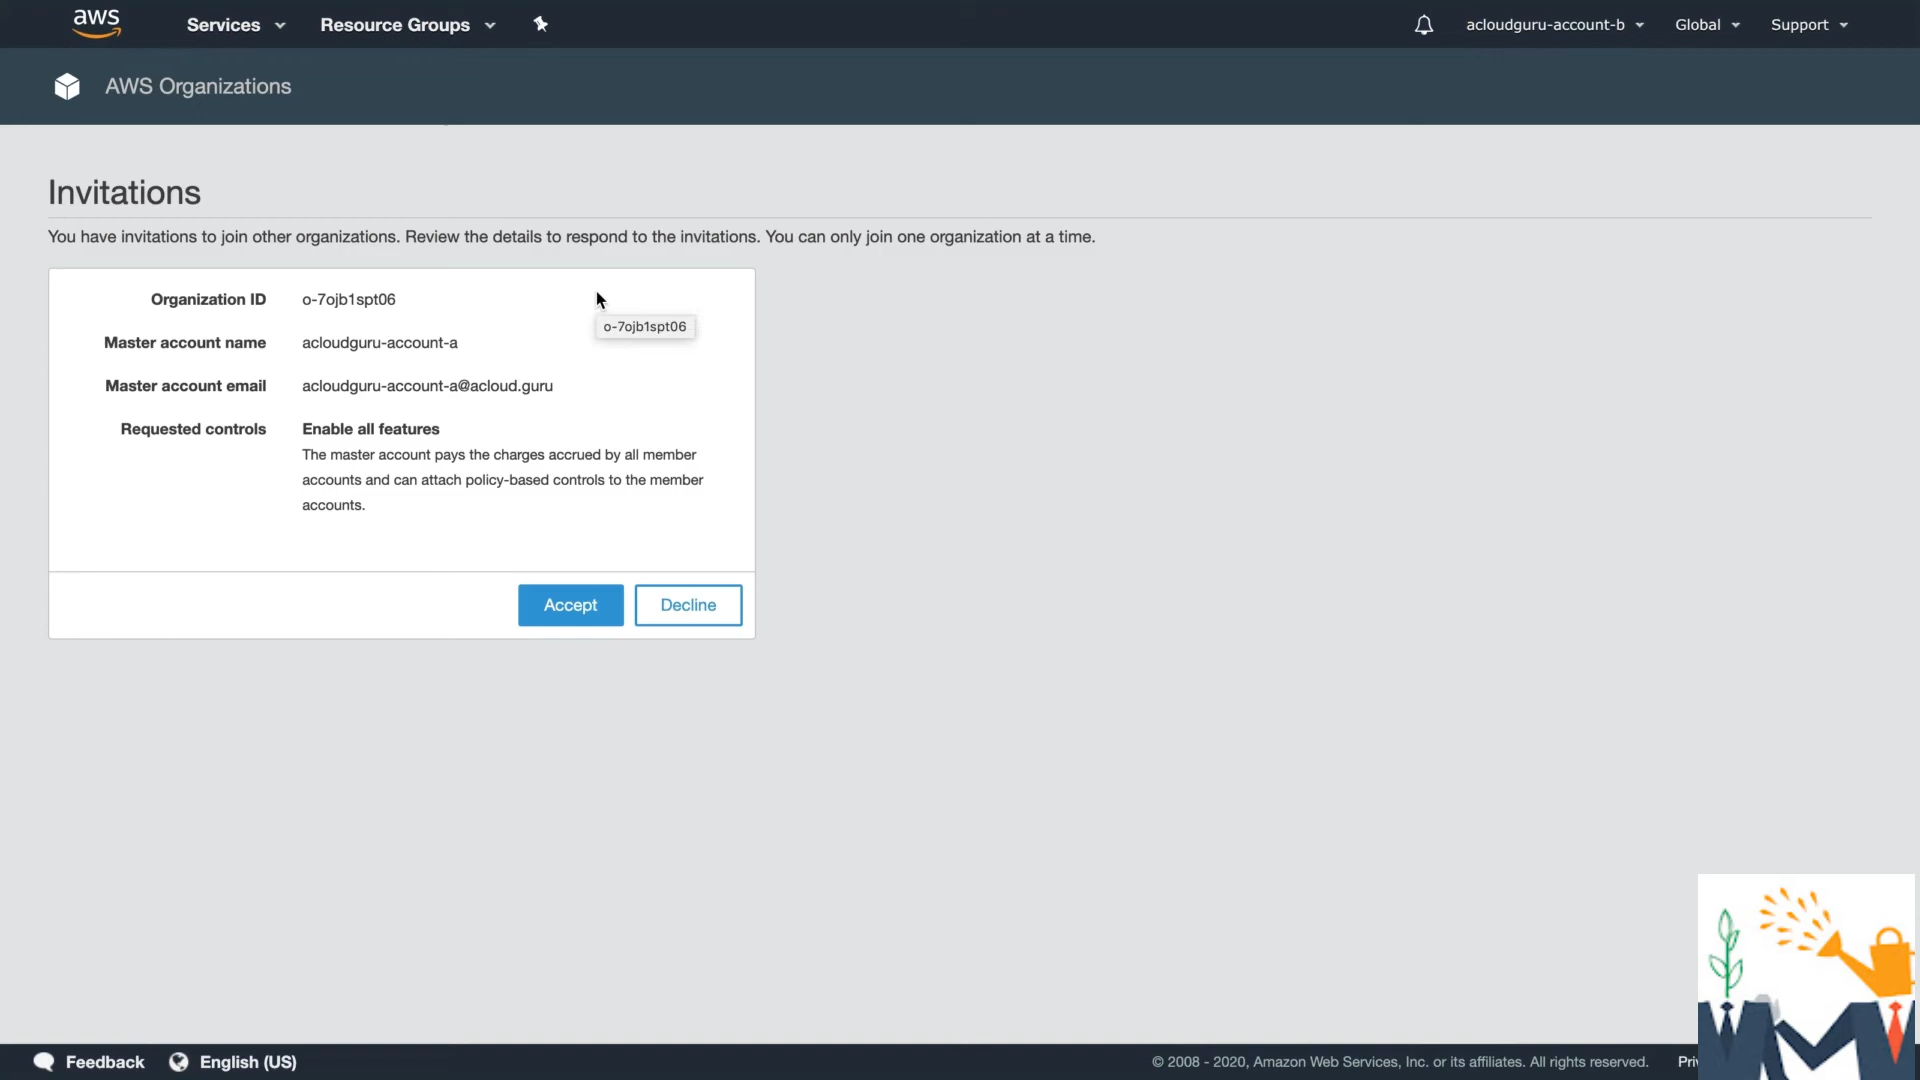 aws Services Resource Groups acloudguru-account-b Global Support
AWS Organizations
Invitations
You have invitations to join other organizations. Review the details to respond to the invitations. You can only join one organization at a time.
Organization ID o-7ojb1spt06
o-7ojb1spt06
Master account name acloudguru-account-a
Master account email acloudguru-account-a@acloud.guru
Requested controls Enable all features
The master account pays the charges accrued by all member
accounts and can attach policy-based controls to the member
accounts.
Accept Decline
Feedback English (US) © 2008 - 2020, Amazon Web Services, Inc. or its affiliates. All rights reserved. Pri